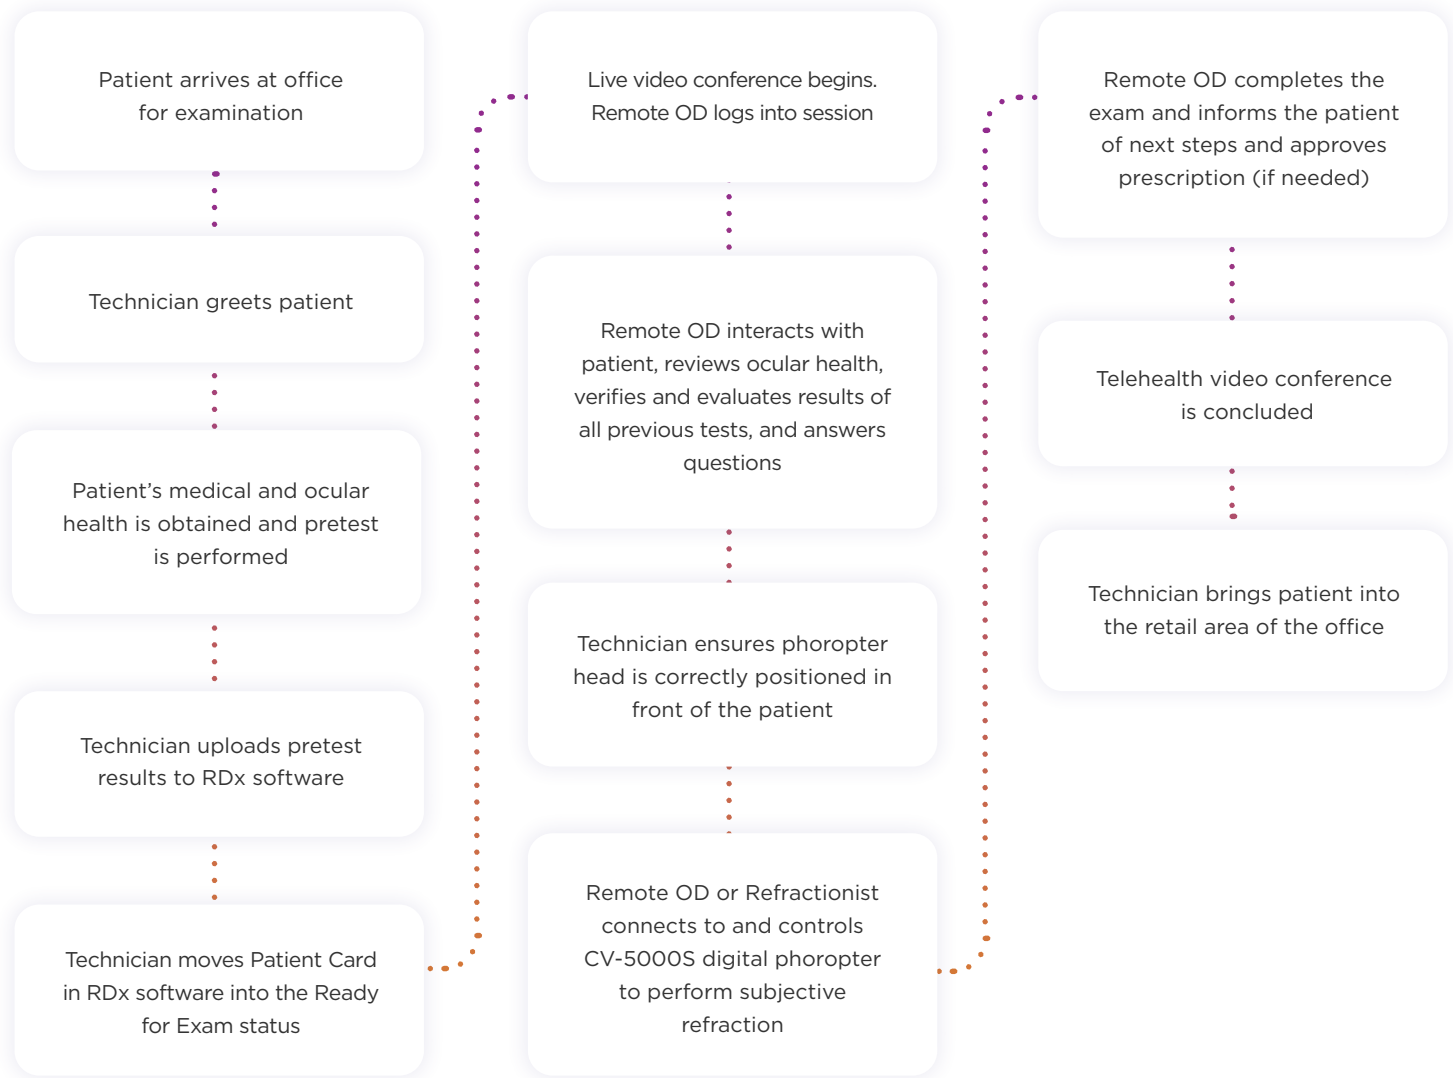 Patient arrives at office
for examination
Technician greets patient
Patient’s medical and ocular
health is obtained and pretest
is performed
Technician uploads pretest
results to RDx software
Technician moves Patient Card
in RDx software into the Ready
for Exam status
Live video conference begins.
Remote OD logs into session
Remote OD interacts with
patient, reviews ocular health,
verifies and evaluates results of
all previous tests, and answers
questions
Technician ensures phoropter
head is correctly positioned in
front of the patient
Remote OD or Refractionist
connects to and controls
CV-5000S digital phoropter
to perform subjective
refraction
Remote OD completes the
exam and informs the patient
of next steps and approves
prescription (if needed)
Telehealth video conference
is concluded
Technician brings patient into
the retail area of the office